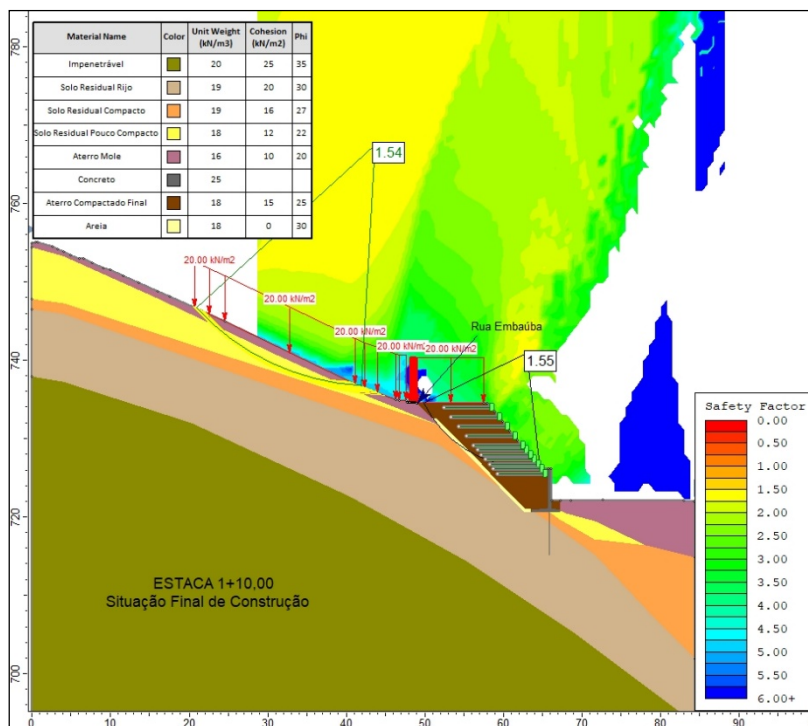 Material Name Color Unit Weight (kN/m3) Cohesion (kN/m2) Phi
Impenetrável 20 25 35
Solo Residual Rijo 19 20 30
Solo Residual Compacto 19 16 27
Solo Residual Pouco Compacto 18 12 22
Aterro Mole 16 10 20
Concreto 25
Aterro Compactado Final 18 15 25
Areia 18 0 30
780
760
740
720
700
1.54
20.00 kN/m2
20.00 kN/m2
20.00 kN/m2
20.00 kN/m2
20.00 kN/m2
20.00 kN/m2
Rua Embaúba
1.55
Safety Factor
0.00
0.50
1.00
1.50
2.00
2.50
3.00
3.50
4.00
4.50
5.00
5.50
6.00+
ESTACA 1+10,00
Situação Final de Construção
0 10 20 30 40 50 60 70 80 90 100